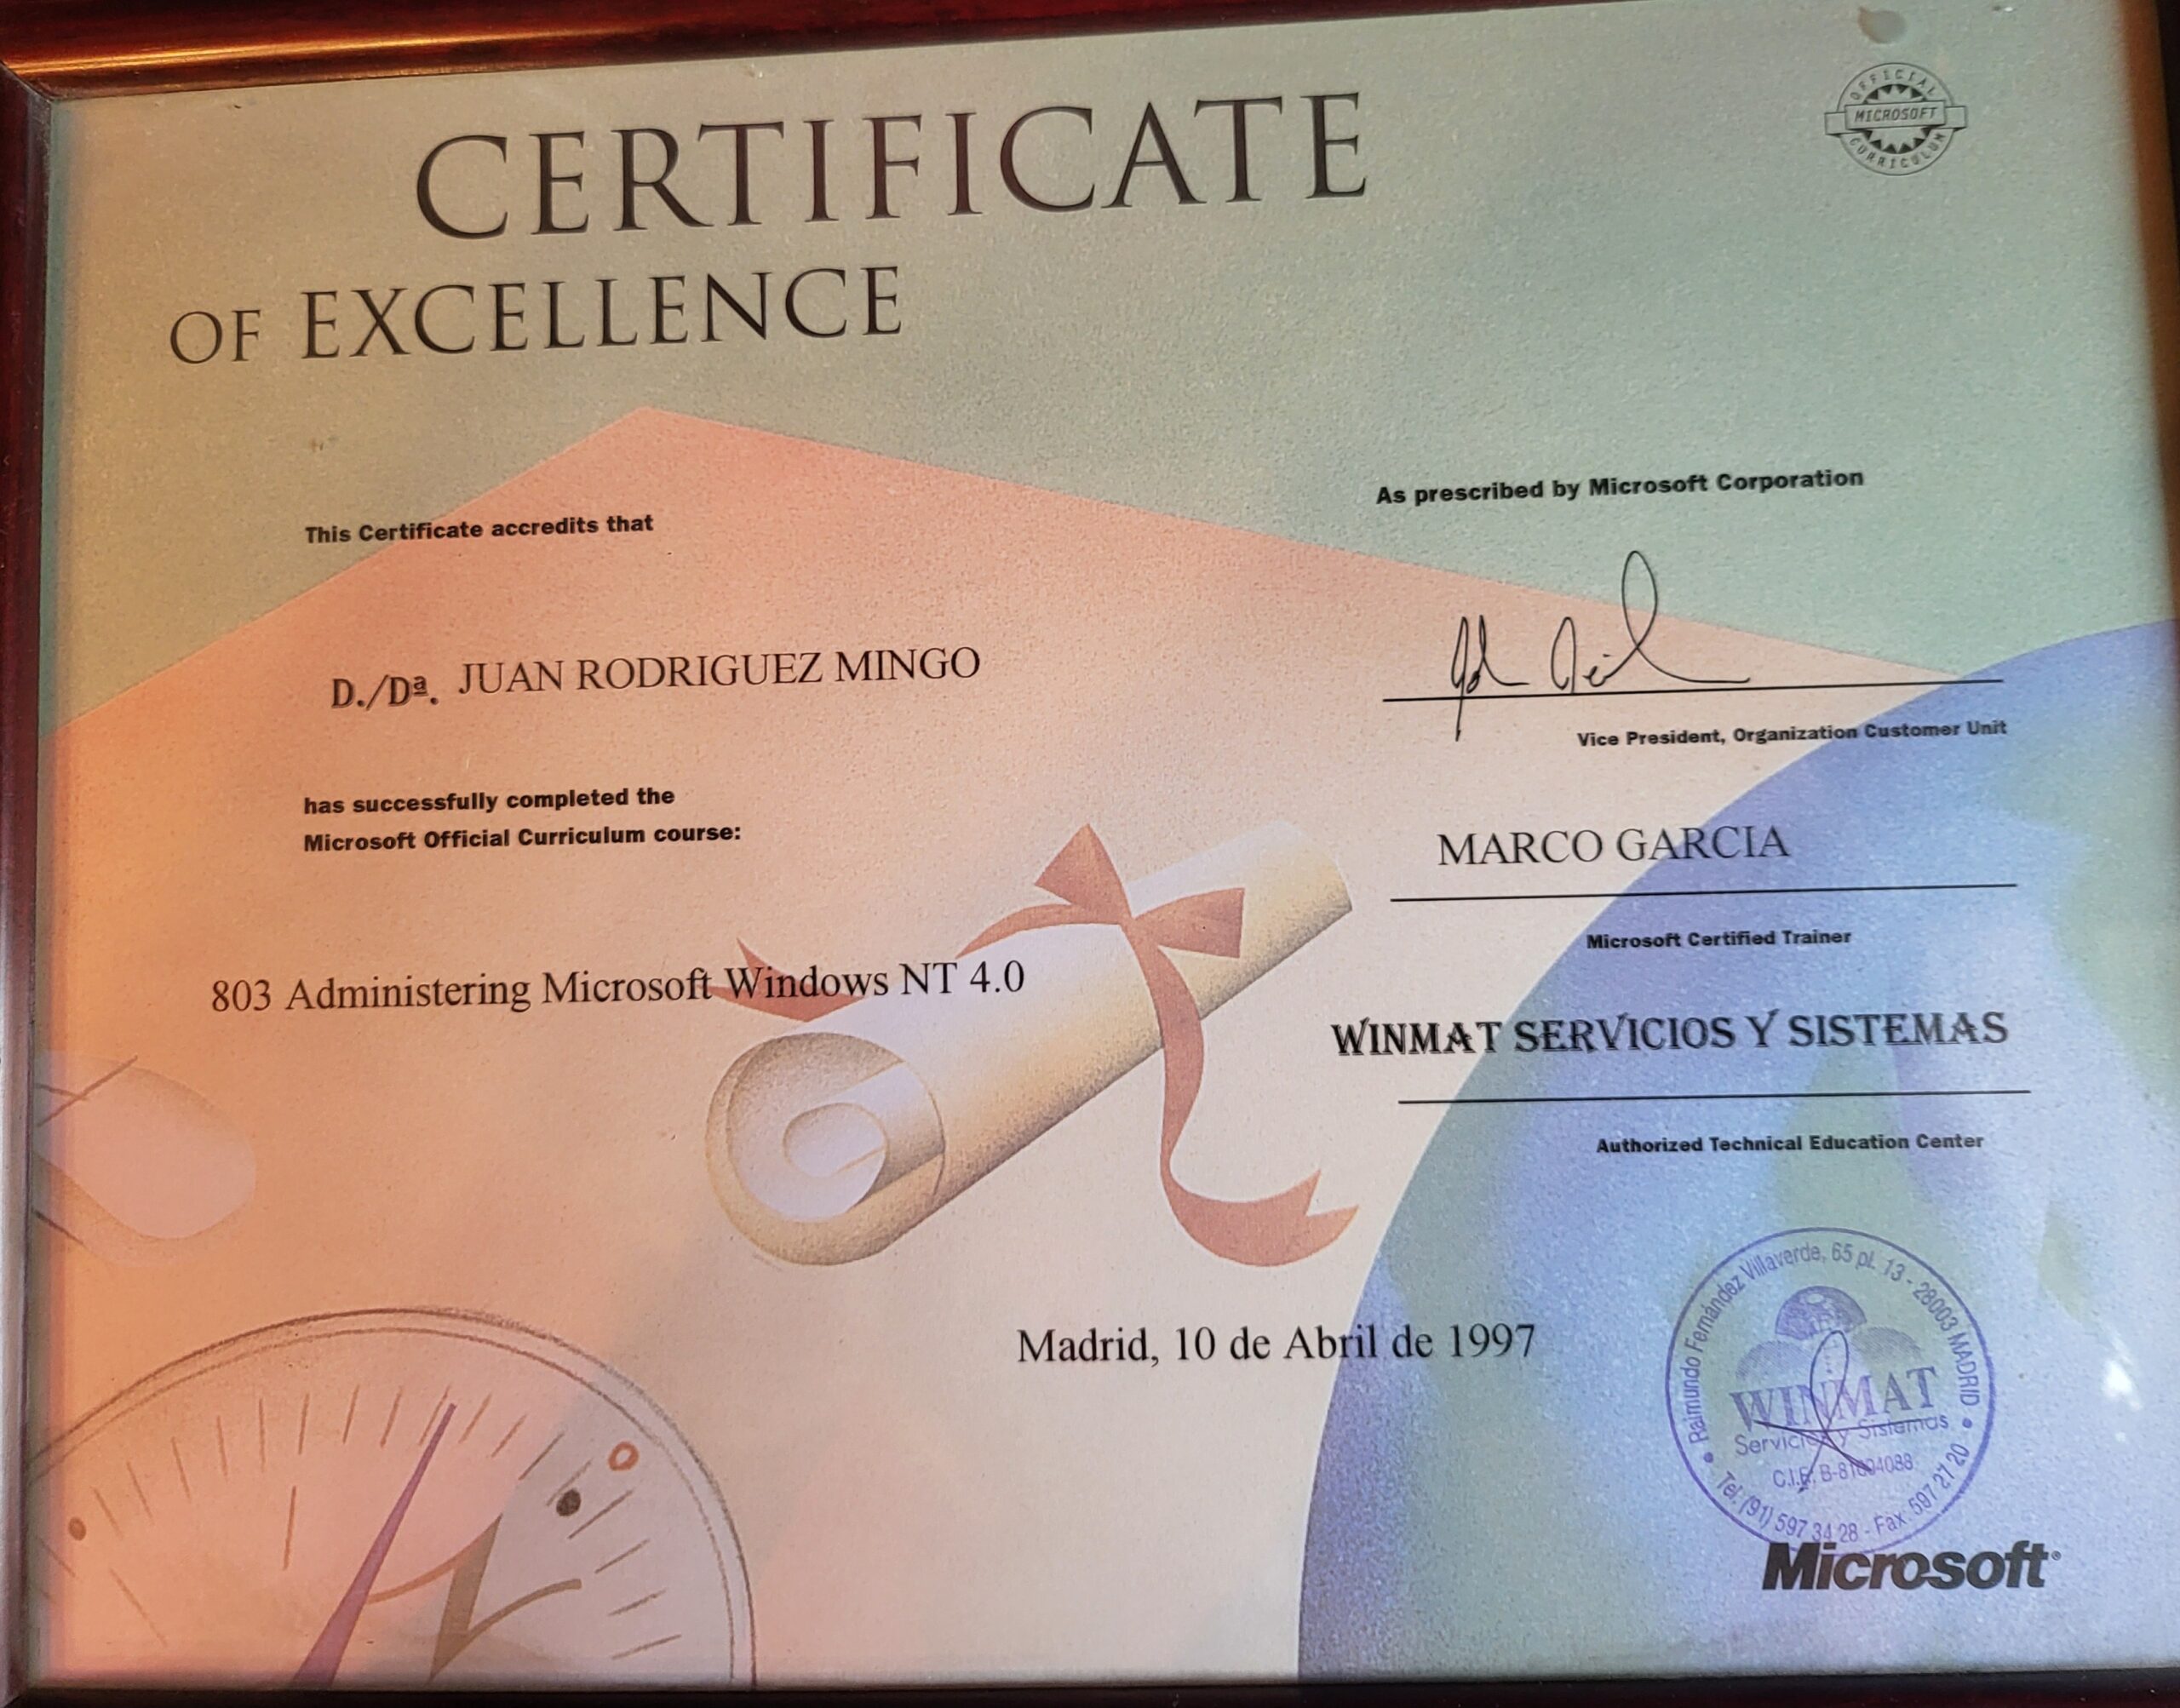 OFFICIAL
MICROSOFT
CURRICULUM
CERTIFICATE
OF EXCELLENCE
This Certificate accredits that
D./Dª. JUAN RODRIGUEZ MINGO
has successfully completed the
Microsoft Official Curriculum course:
803 Administering Microsoft Windows NT 4.0
As prescribed by Microsoft Corporation
Vice President, Organization Customer Unit
MARCO GARCIA
Microsoft Certified Trainer
WINMAT SERVICIOS Y SISTEMAS
Authorized Technical Education Center
Madrid, 10 de Abril de 1997
Raimundo Fernández Villaverde, 65 pl. 13 - 28003 MADRID
WINMAT
Servicios y Sistemas
C.I.F.
Tel. (91) 597 34 28 - Fax 597 27 20
Microsoft